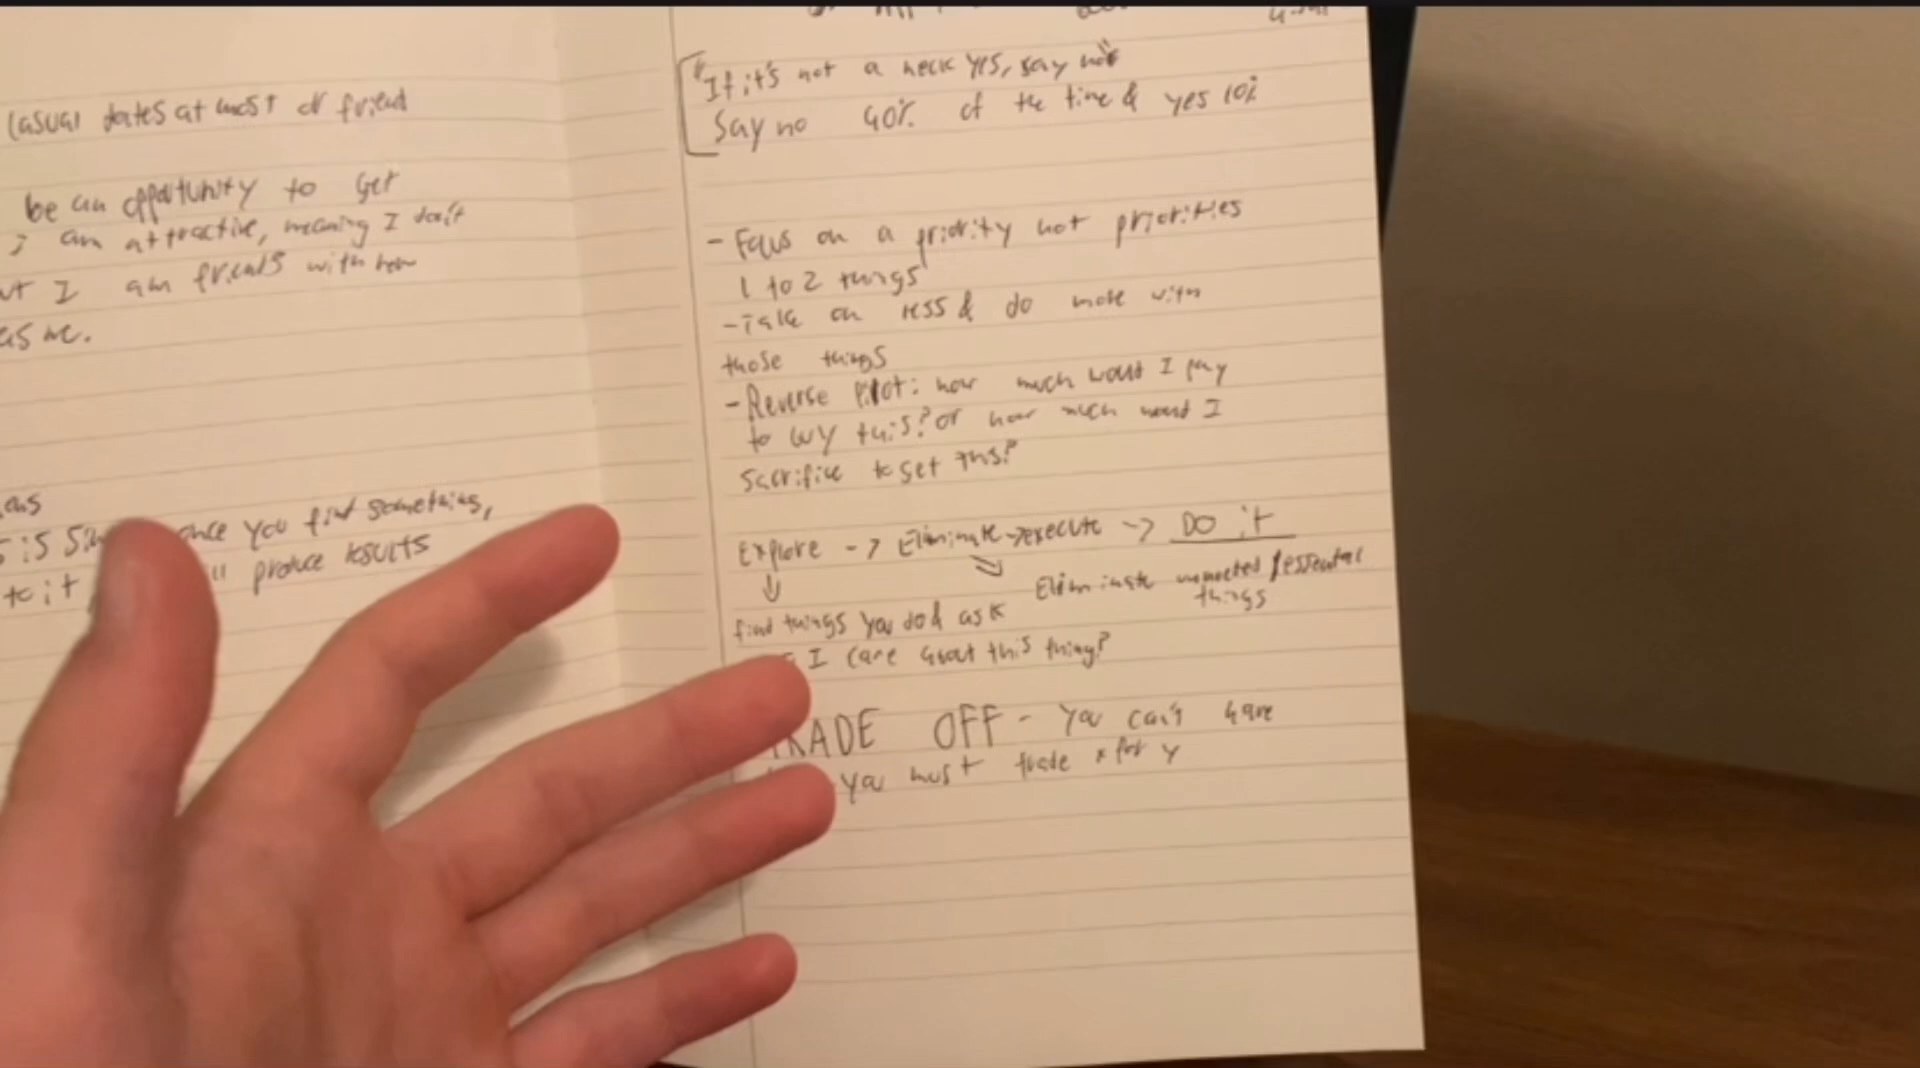 Casual dates at most or friend
be an opportunity to get
I am attractive, meaning I don't
I am friends with
as me.
is once you find something,
to it produce results
"If it's not a heck yes, say no"
Say no 90% of the time & yes 10%
- Focus on a priority not priorities
1 to 2 things
- Take on less & do more with
those things
- Reverse Pilot: how much would I pay
to buy this? or how much would I
sacrifice to get this?
Explore -> Eliminate -> execute -> Do it
Eliminate /essential
things
find things you do & ask
I care about this thing?
TRADE OFF - You can't have
you must trade x for y